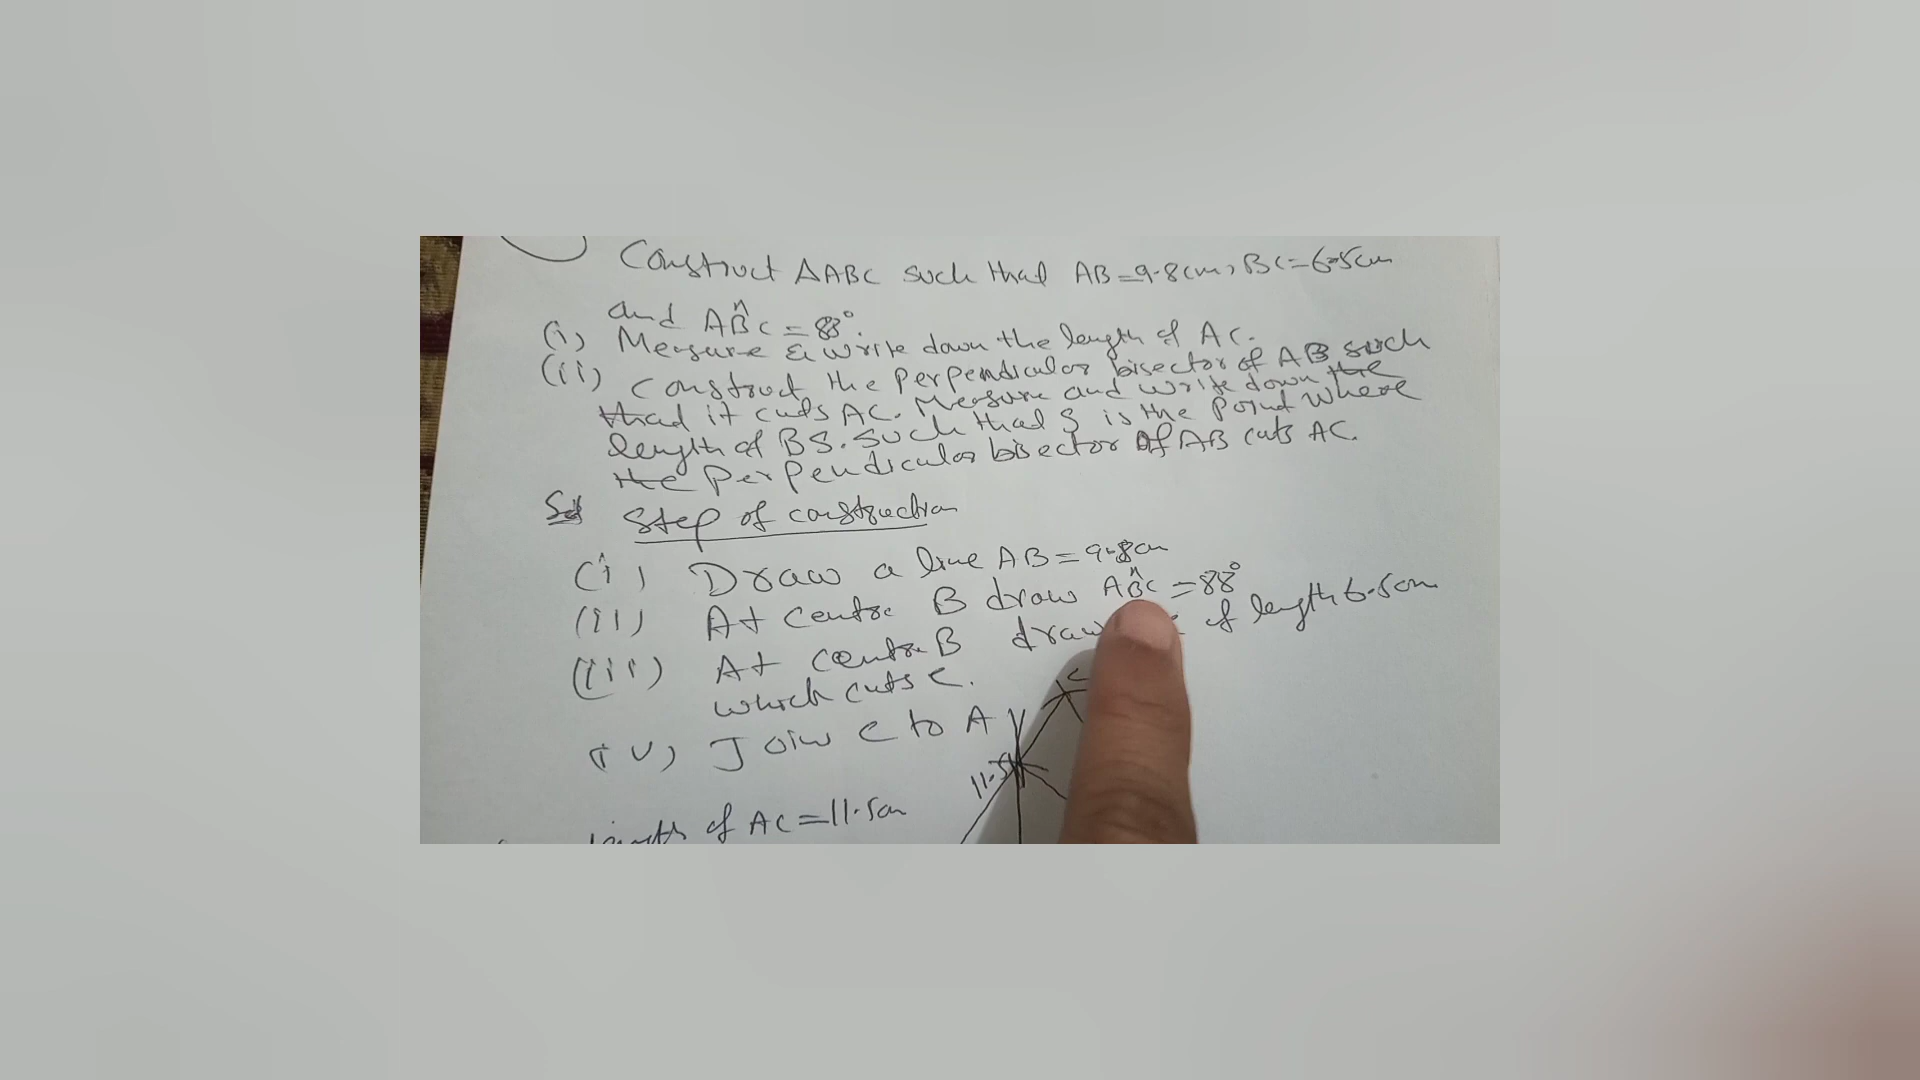 Construct ΔABC such that AB=9.8cm, BC=6.5cm
and AB̂C = 88°.
(i) Measure & write down the length of AC.
(ii) Construct the perpendicular bisector of AB such
that it cuts AC. Measure and write down the
length of BS. Such that S is the point where
the perpendicular bisector of AB cuts AC.
Sol Step of construction
(i) Draw a line AB = 9.8cm
(ii) At centre B draw AB̂C = 88°
(iii) At centre B draw of length 6.5cm
which cuts C.
(iv) Join C to A
C
11.5
length of AC = 11.5cm